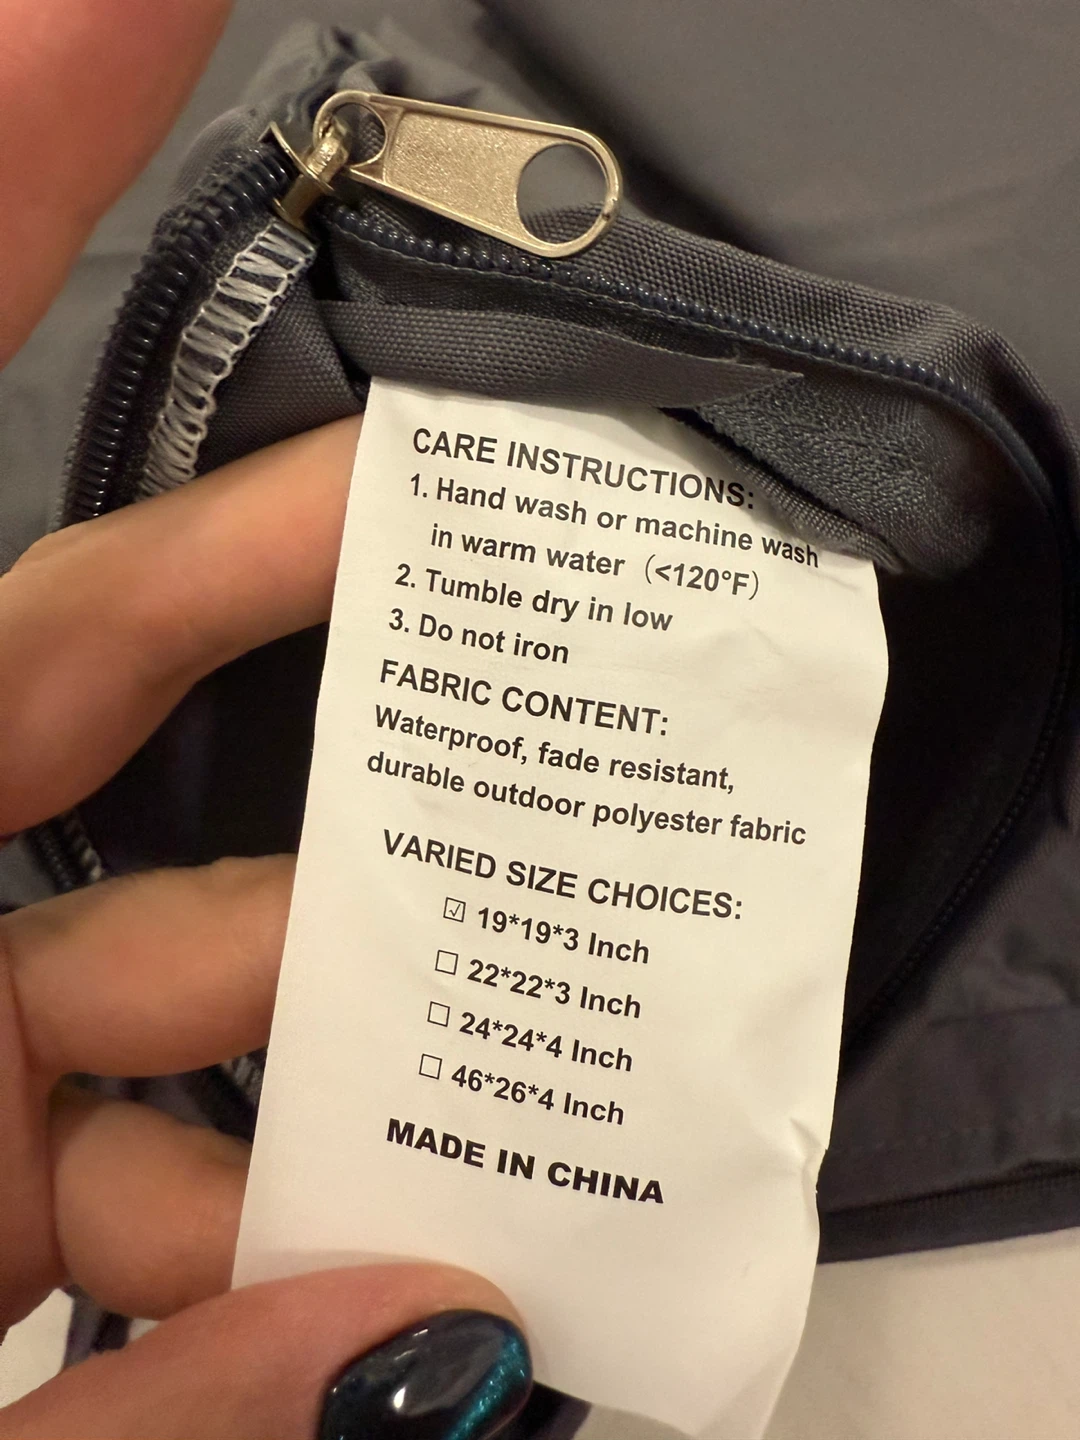 CARE INSTRUCTIONS:
1. Hand wash or machine wash
in warm water (<120°F)
2. Tumble dry in low
3. Do not iron
FABRIC CONTENT:
Waterproof, fade resistant,
durable outdoor polyester fabric
VARIED SIZE CHOICES:
☑ 19*19*3 Inch
☐ 22*22*3 Inch
☐ 24*24*4 Inch
☐ 46*26*4 Inch
MADE IN CHINA